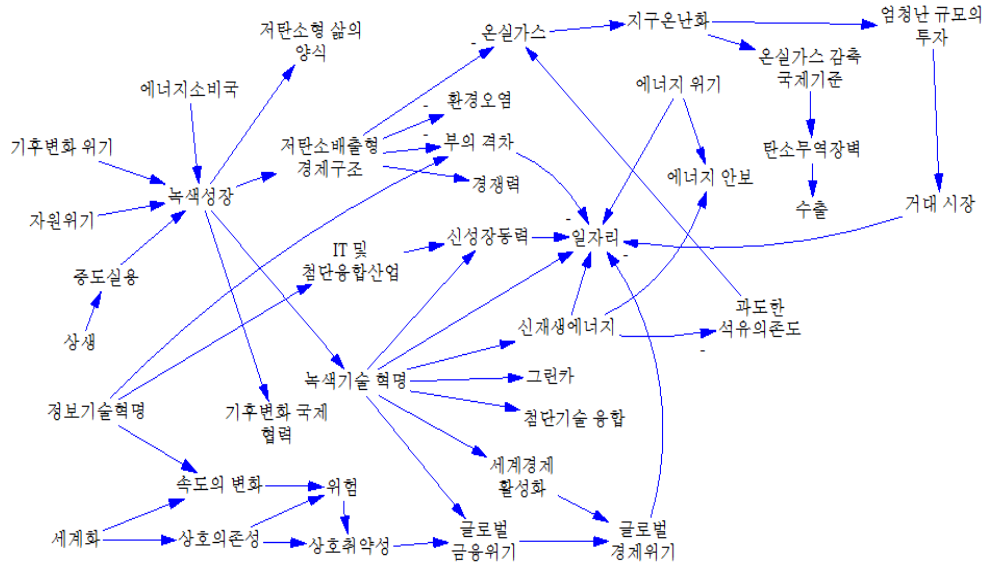 저탄소형 삶의
양식
온실가스
-
지구온난화
엄청난 규모의
투자
온실가스 감축
국제기준
에너지소비국
환경오염
-
에너지 위기
기후변화 위기
저탄소배출형
경제구조
-
부의 격차
탄소무역장벽
에너지 안보
녹색성장
경쟁력
자원위기
수출
거대 시장
IT 및
첨단융합산업
신성장동력
-
일자리
-
중도실용
과도한
석유의존도
-
신재생에너지
상생
녹색기술 혁명
그린카
정보기술혁명
기후변화 국제
협력
첨단기술 융합
세계경제
활성화
속도의 변화
위험
세계화
상호의존성
상호취약성
글로벌
금융위기
글로벌
경제위기